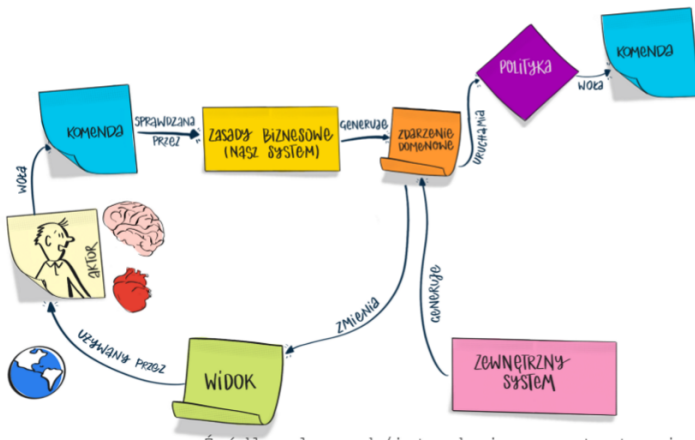 POLITYKA
KOMENDA
WOŁA
KOMENDA
SPRAWDZANA
PRZEZ
ZASADY BIZNESOWE
(NASZ SYSTEM)
GENERUJE
ZDARZENIE
DOMENOWE
URUCHAMIA
WOŁA
AKTOR
ZMIENIA
GENERUJE
UŻYWANY PRZEZ
WIDOK
ZEWNĘTRZNY
SYSTEM